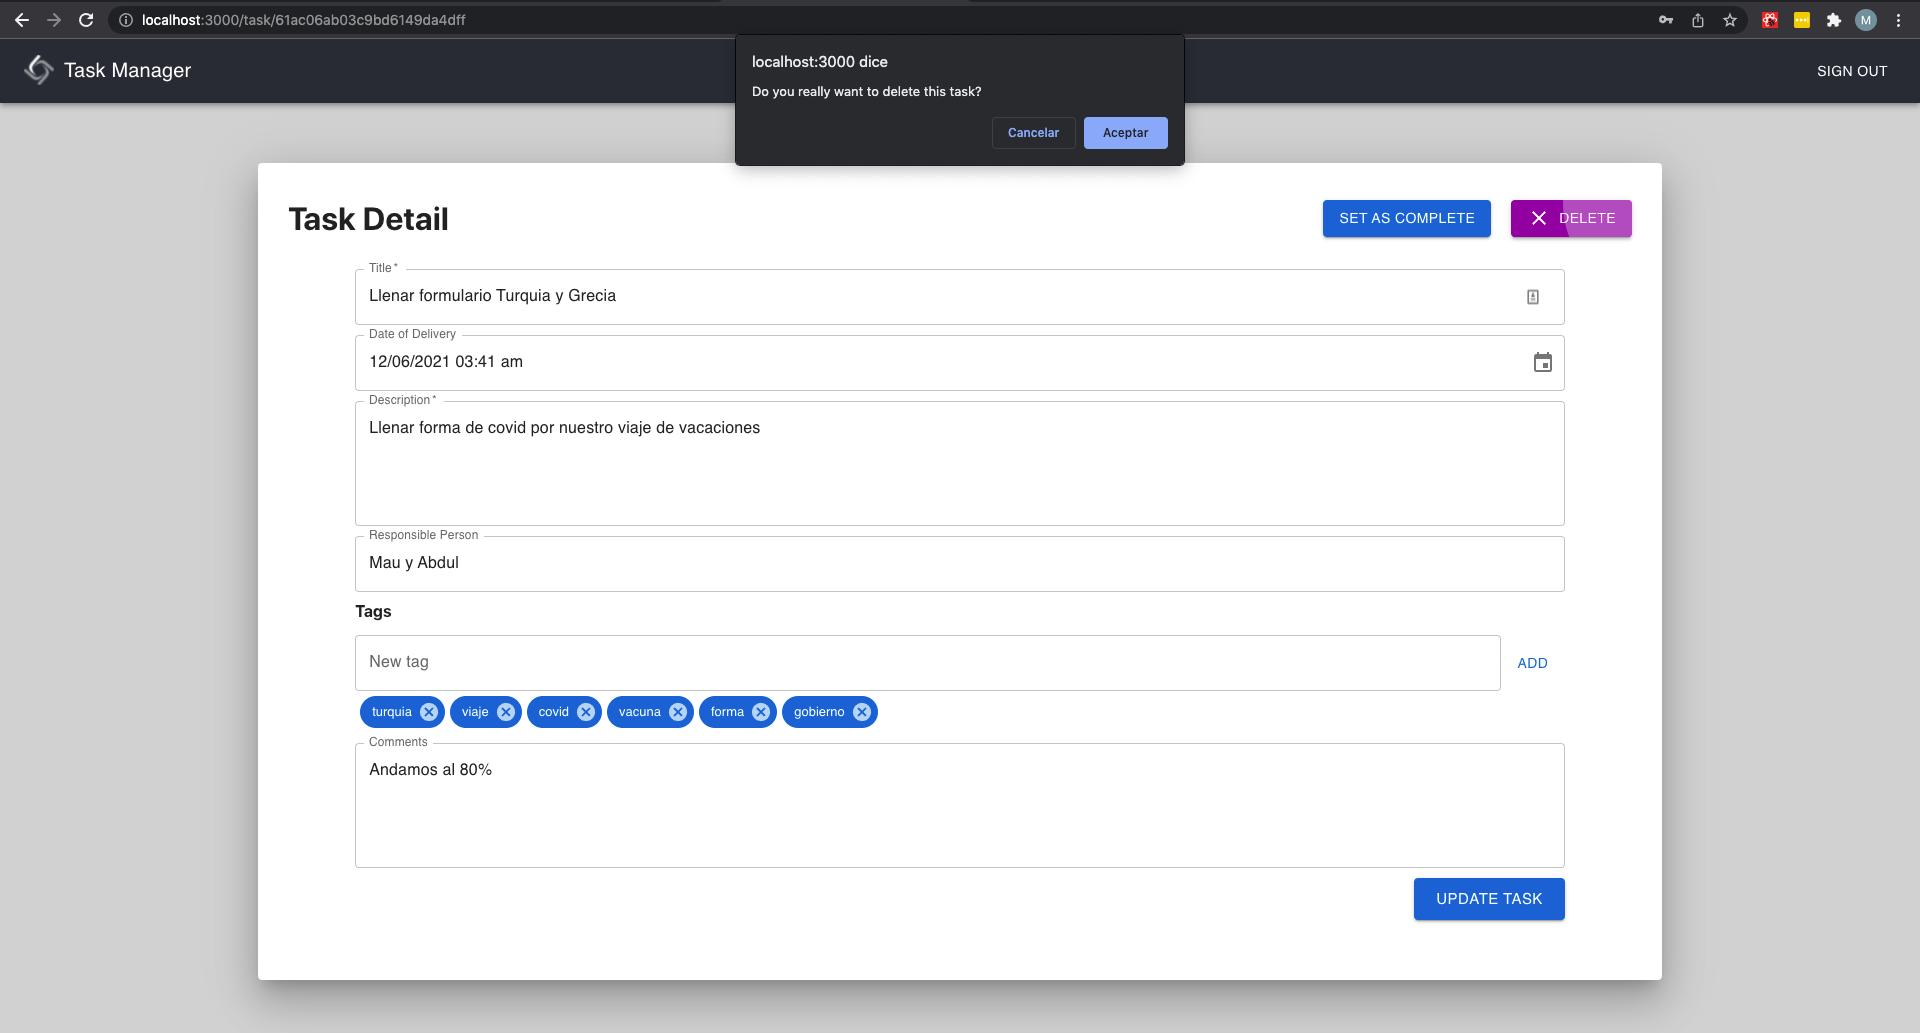 localhost:3000/task/61ac06ab03c9bd6149da4dff
M
Task Manager
SIGN OUT
localhost:3000 dice
Do you really want to delete this task?
Cancelar
Aceptar
Task Detail
SET AS COMPLETE
DELETE
Title *
Llenar formulario Turquia y Grecia
Date of Delivery
12/06/2021 03:41 am
Description *
Llenar forma de covid por nuestro viaje de vacaciones
Responsible Person
Mau y Abdul
Tags
New tag
ADD
turquia
viaje
covid
vacuna
forma
gobierno
Comments
Andamos al 80%
UPDATE TASK